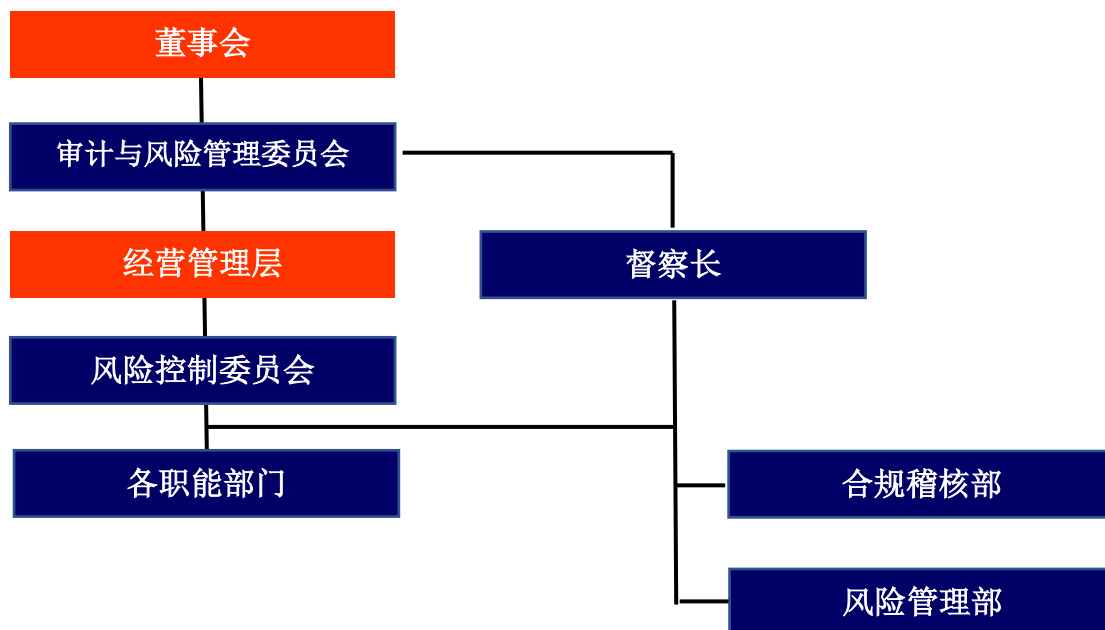 董事会
审计与风险管理委员会
经营管理层
督察长
风险控制委员会
各职能部门
合规稽核部
风险管理部